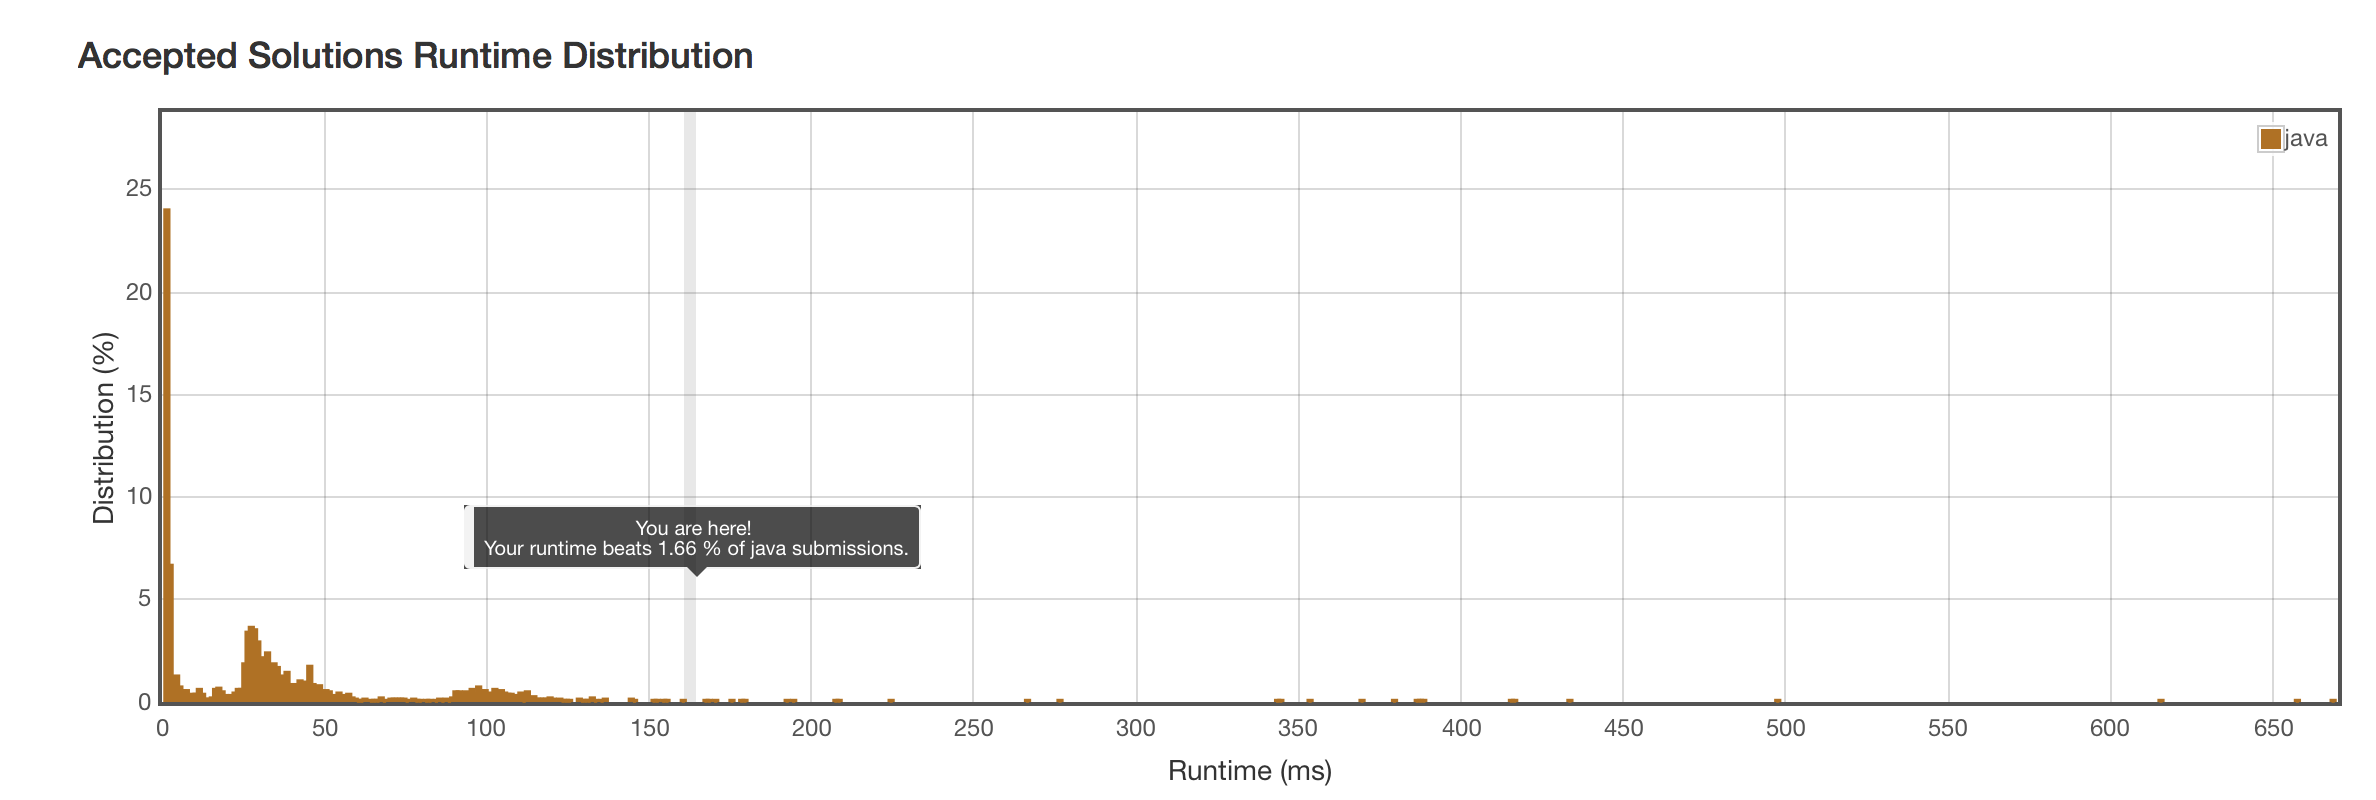 Accepted Solutions Runtime Distribution
java
Distribution (%)
25
20
15
10
5
0
You are here!
Your runtime beats 1.66 % of java submissions.
0 50 100 150 200 250 300 350 400 450 500 550 600 650
Runtime (ms)